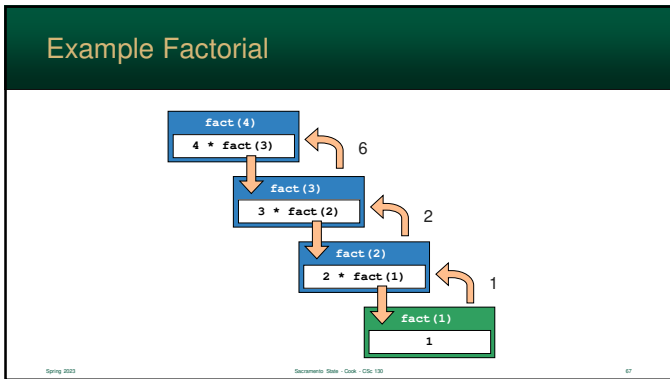 Example Factorial
fact(4)
4 * fact(3)
6
fact(3)
3 * fact(2)
2
fact(2)
2 * fact(1)
1
fact(1)
1
Spring 2023
Sacramento State - Cook - CSc 130
67